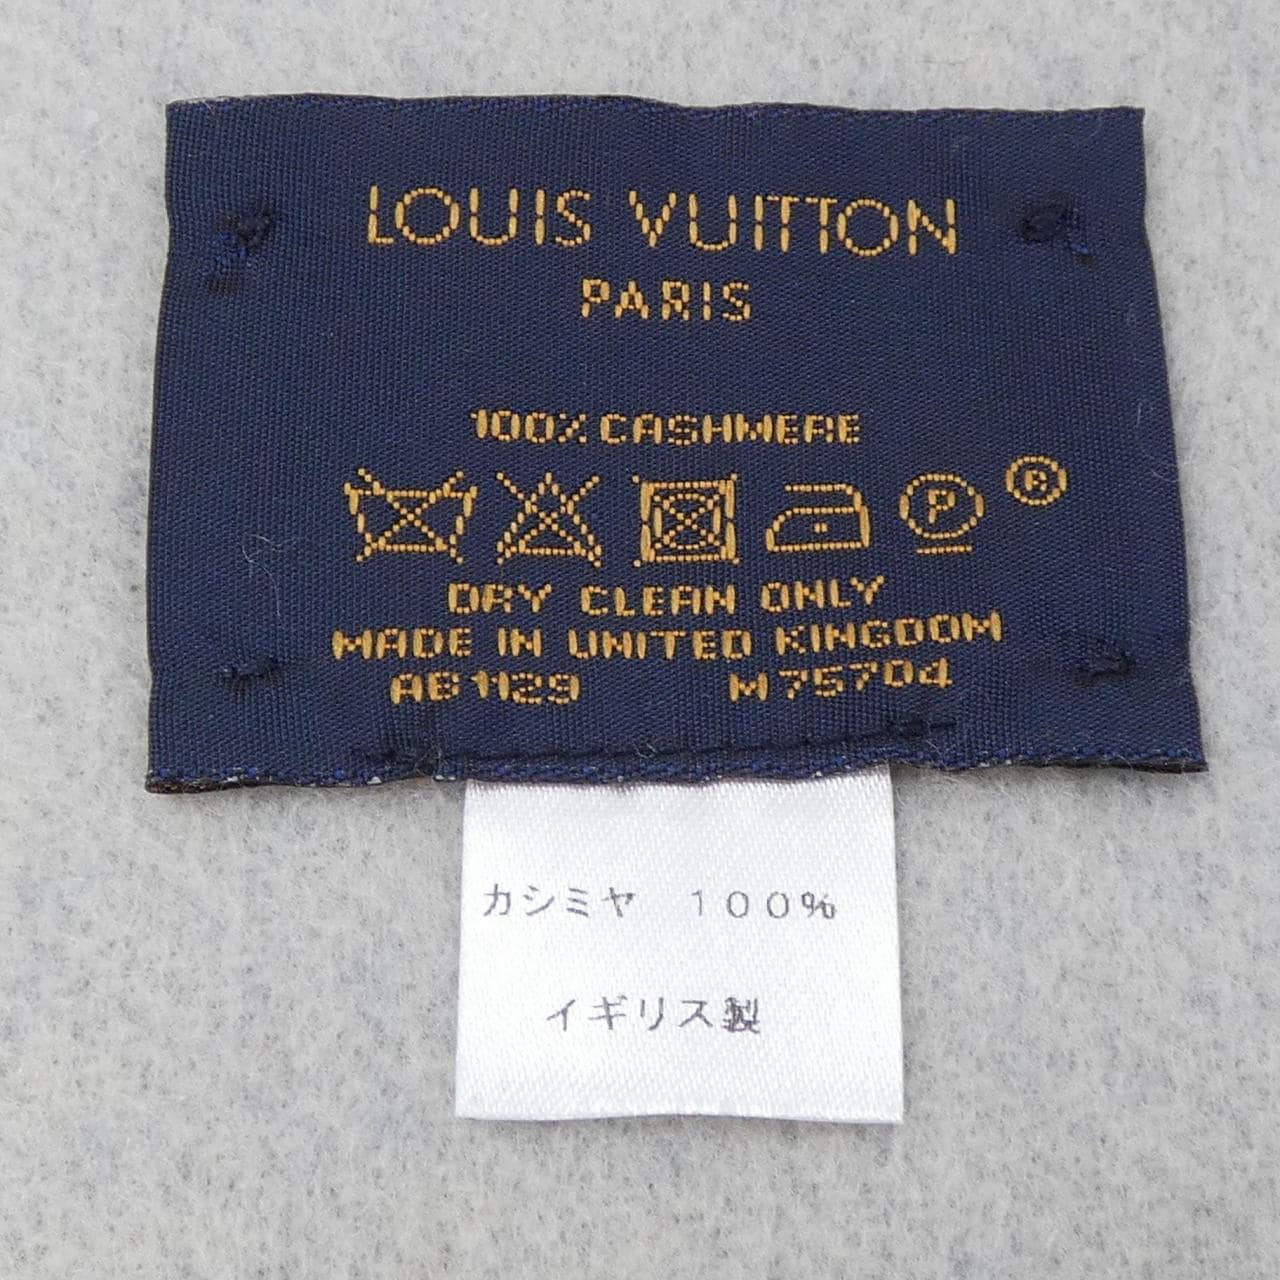 LOUIS VUITTON
PARIS
100% CASHMERE
P ®
DRY CLEAN ONLY
MADE IN UNITED KINGDOM
AB1129 M75704
カシミヤ 100%
イギリス製